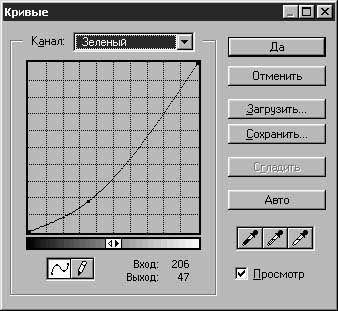 Кривые
Канал: Зеленый
Да
Отменить
Загрузить...
Сохранить...
Сгладить
Авто
Вход: 206
Выход: 47
Просмотр